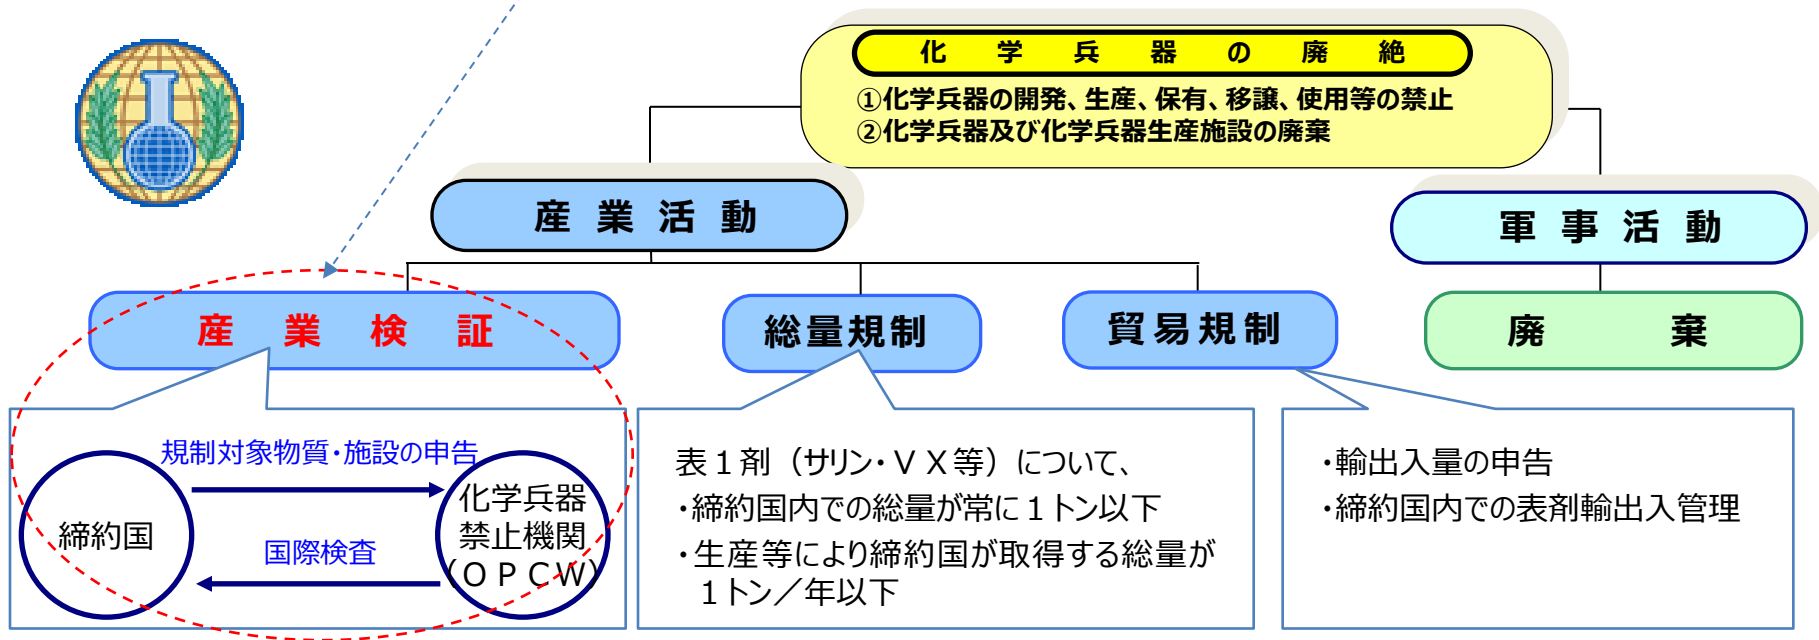 化学兵器の廃絶
①化学兵器の開発、生産、保有、移譲、使用等の禁止
②化学兵器及び化学兵器生産施設の廃棄
産業活動
軍事活動
産業検証
総量規制
貿易規制
廃棄
規制対象物質・施設の申告
締約国
国際検査
化学兵器
禁止機関
（ＯＰＣＷ）
表１剤（サリン・ＶＸ等）について、
・締約国内での総量が常に１トン以下
・生産等により締約国が取得する総量が
１トン／年以下
・輸出入量の申告
・締約国内での表剤輸出入管理